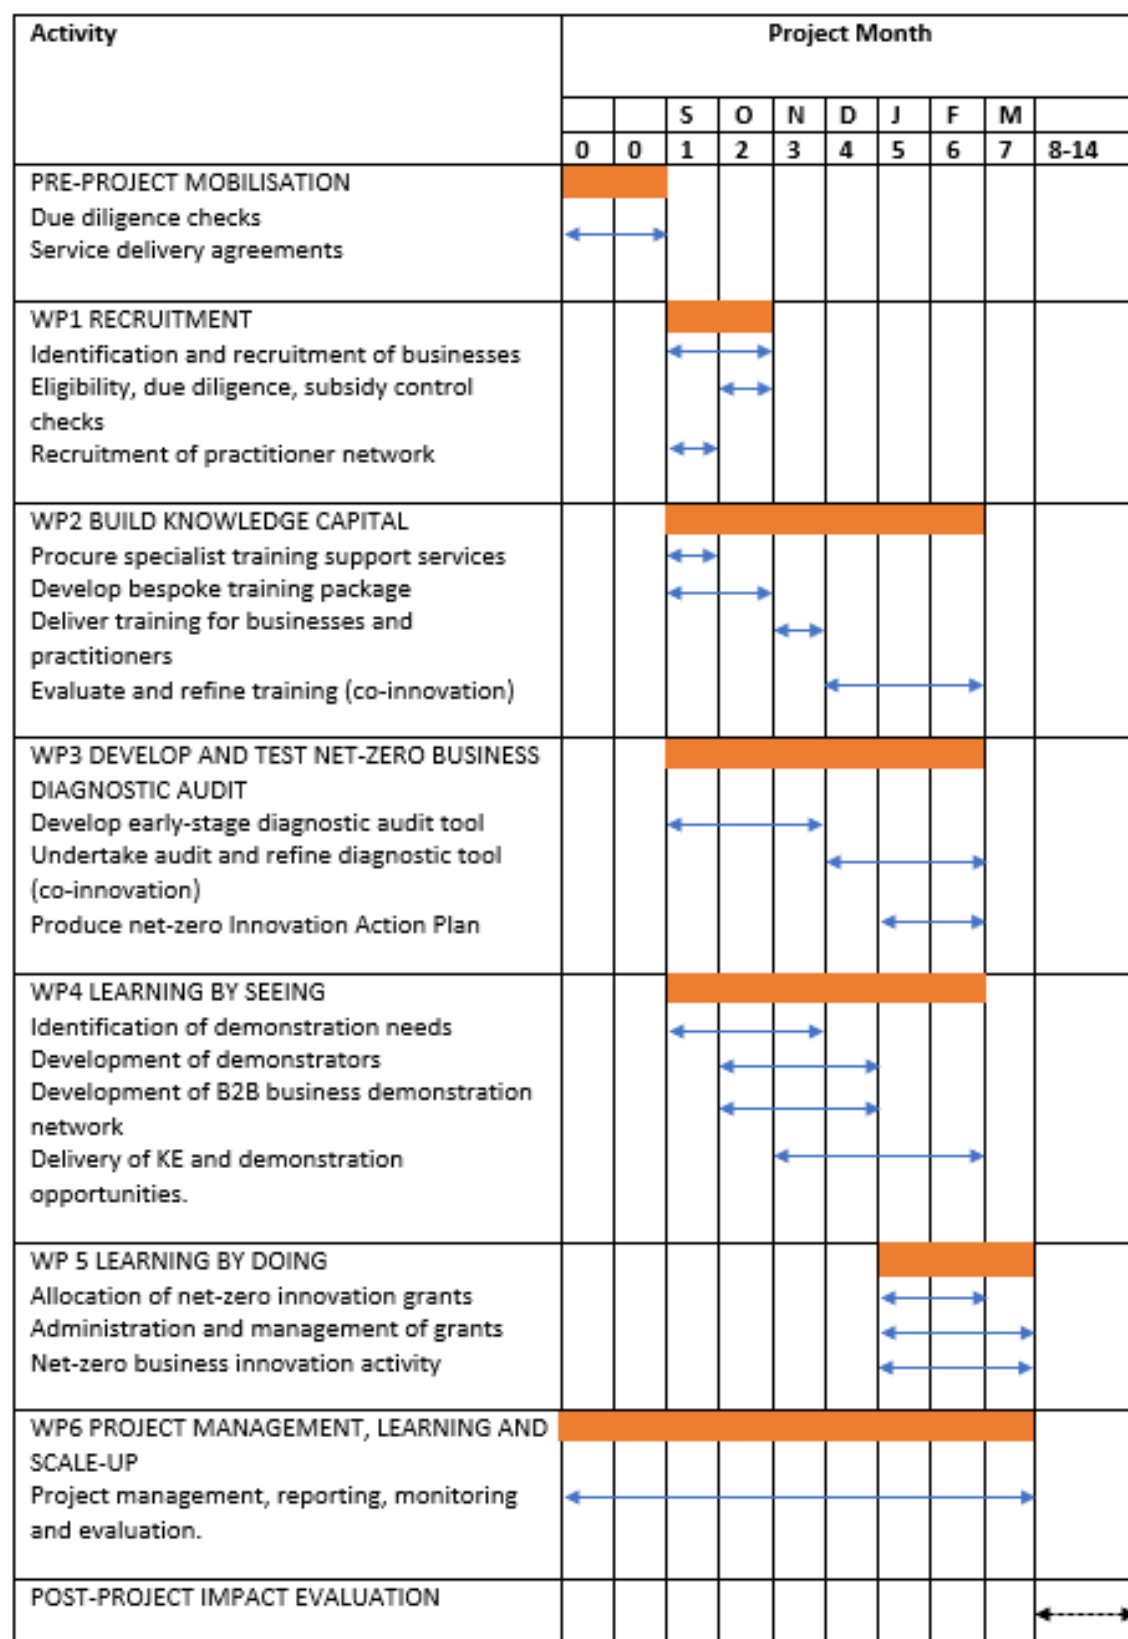 Activity
Project Month
S O N D J F M
0 0 1 2 3 4 5 6 7 8-14
PRE-PROJECT MOBILISATION
Due diligence checks
Service delivery agreements
WP1 RECRUITMENT
Identification and recruitment of businesses
Eligibility, due diligence, subsidy control
checks
Recruitment of practitioner network
WP2 BUILD KNOWLEDGE CAPITAL
Procure specialist training support services
Develop bespoke training package
Deliver training for businesses and
practitioners
Evaluate and refine training (co-innovation)
WP3 DEVELOP AND TEST NET-ZERO BUSINESS
DIAGNOSTIC AUDIT
Develop early-stage diagnostic audit tool
Undertake audit and refine diagnostic tool
(co-innovation)
Produce net-zero Innovation Action Plan
WP4 LEARNING BY SEEING
Identification of demonstration needs
Development of demonstrators
Development of B2B business demonstration
network
Delivery of KE and demonstration
opportunities.
WP 5 LEARNING BY DOING
Allocation of net-zero innovation grants
Administration and management of grants
Net-zero business innovation activity
WP6 PROJECT MANAGEMENT, LEARNING AND
SCALE-UP
Project management, reporting, monitoring
and evaluation.
POST-PROJECT IMPACT EVALUATION